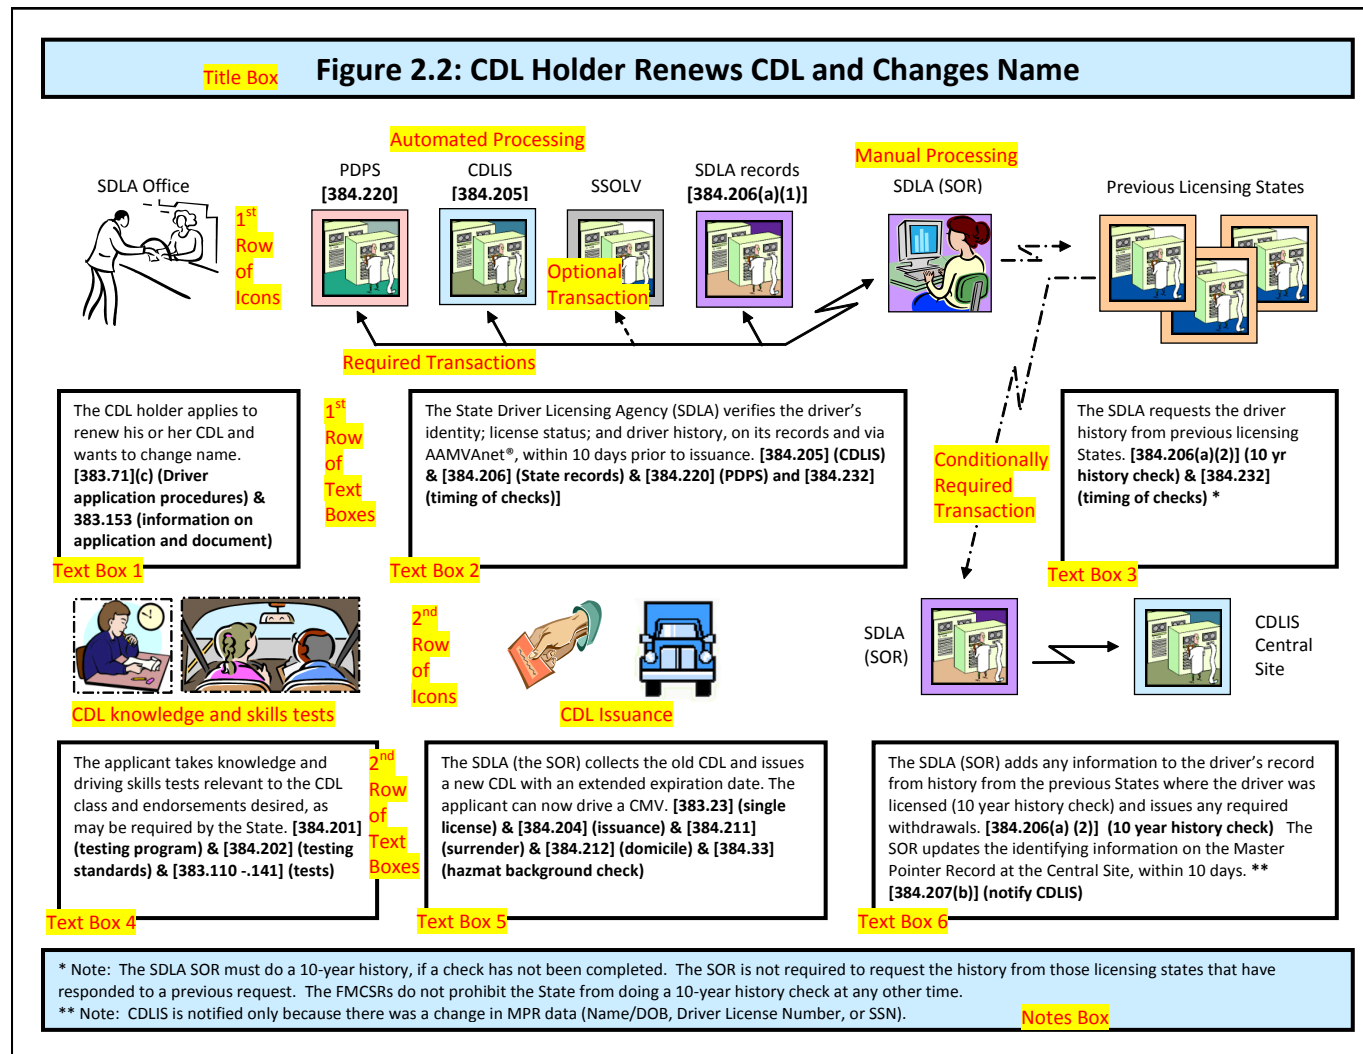 Title Box
Figure 2.2: CDL Holder Renews CDL and Changes Name
Automated Processing
Manual Processing
SDLA Office
PDPS
[384.220]
CDLIS
[384.205]
SSOLV
SDLA records
[384.206(a)(1)]
SDLA (SOR)
Previous Licensing States
1st
Row
of
Icons
Optional
Transaction
Required Transactions
The CDL holder applies to
renew his or her CDL and
wants to change name.
[383.71](c) (Driver
application procedures) &
383.153 (information on
application and document)
Text Box 1
1st
Row
of
Text
Boxes
The State Driver Licensing Agency (SDLA) verifies the driver’s
identity; license status; and driver history, on its records and via
AAMVAnet®, within 10 days prior to issuance. [384.205] (CDLIS)
& [384.206] (State records) & [384.220] (PDPS) and [384.232]
(timing of checks)]
Text Box 2
Conditionally
Required
Transaction
The SDLA requests the driver
history from previous licensing
States. [384.206(a)(2)] (10 yr
history check) & [384.232]
(timing of checks) *
Text Box 3
CDL knowledge and skills tests
2nd
Row
of
Icons
CDL Issuance
SDLA
(SOR)
CDLIS
Central
Site
The applicant takes knowledge and
driving skills tests relevant to the CDL
class and endorsements desired, as
may be required by the State. [384.201]
(testing program) & [384.202] (testing
standards) & [383.110 -.141] (tests)
Text Box 4
2nd
Row
of
Text
Boxes
The SDLA (the SOR) collects the old CDL and issues
a new CDL with an extended expiration date. The
applicant can now drive a CMV. [383.23] (single
license) & [384.204] (issuance) & [384.211]
(surrender) & [384.212] (domicile) & [384.33]
(hazmat background check)
Text Box 5
The SDLA (SOR) adds any information to the driver’s record
from history from the previous States where the driver was
licensed (10 year history check) and issues any required
withdrawals. [384.206(a) (2)] (10 year history check) The
SOR updates the identifying information on the Master
Pointer Record at the Central Site, within 10 days. **
[384.207(b)] (notify CDLIS)
Text Box 6
* Note: The SDLA SOR must do a 10-year history, if a check has not been completed. The SOR is not required to request the history from those licensing states that have
responded to a previous request. The FMCSRs do not prohibit the State from doing a 10-year history check at any other time.
** Note: CDLIS is notified only because there was a change in MPR data (Name/DOB, Driver License Number, or SSN).
Notes Box